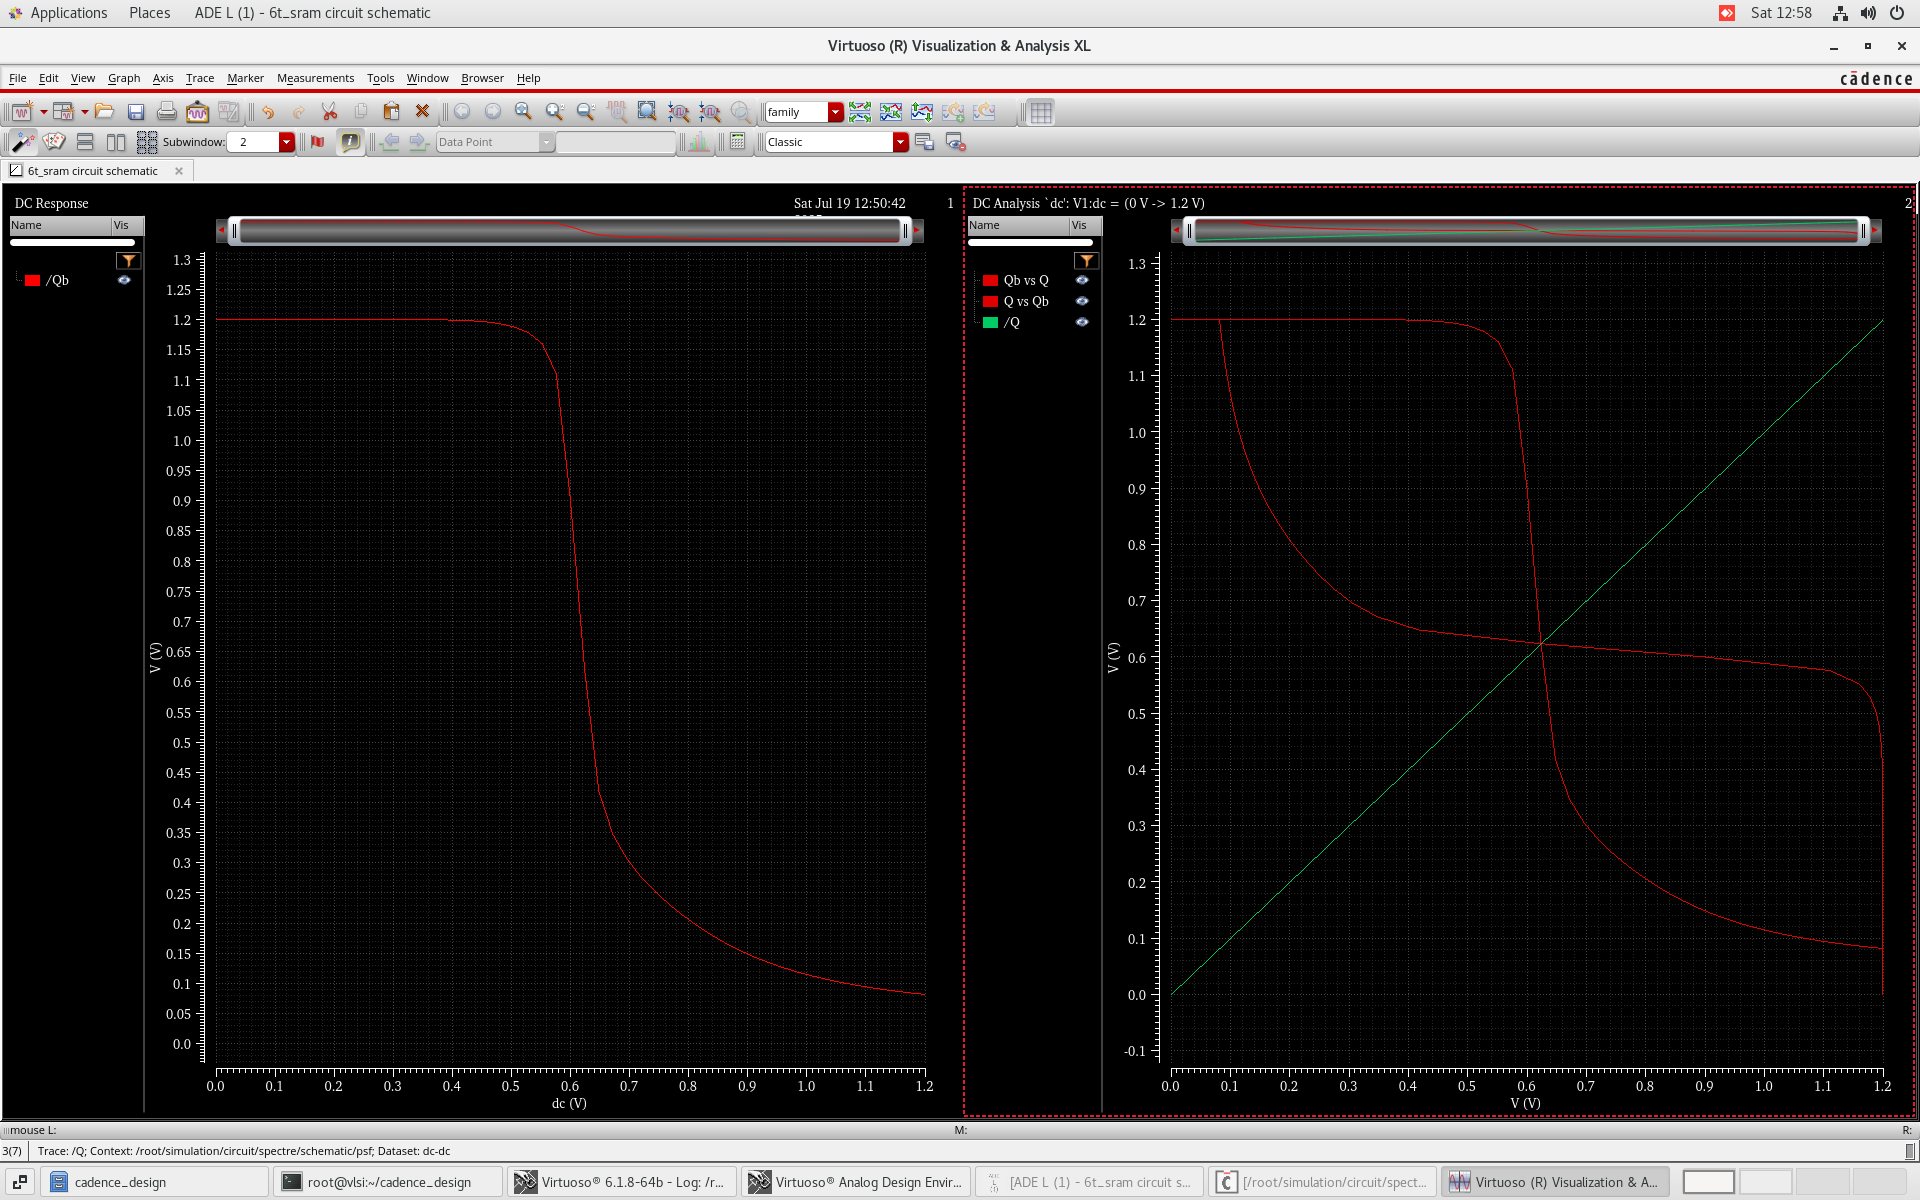 Applications Places ADE L (1) - 6t_sram circuit schematic Sat 12:58
Virtuoso (R) Visualization & Analysis XL
File Edit View Graph Axis Trace Marker Measurements Tools Options Window Browser Help
cādence
family
Subwindow: 2 Data Point Classic
6t_sram circuit schematic
DC Response
Sat Jul 19 12:50:42
1
Name Vis
/Qb
1.3
1.25
1.2
1.15
1.1
1.05
1.0
0.95
0.9
0.85
0.8
0.75
0.7
0.65
0.6
0.55
0.5
0.45
0.4
0.35
0.3
0.25
0.2
0.15
0.1
0.05
0.0
V (V)
0.0 0.1 0.2 0.3 0.4 0.5 0.6 0.7 0.8 0.9 1.0 1.1 1.2
dc (V)
DC Analysis `dc': V1:dc = (0 V -> 1.2 V)
2
Name Vis
Qb vs Q
Q vs Qb
/Q
1.3
1.2
1.1
1.0
0.9
0.8
0.7
0.6
0.5
0.4
0.3
0.2
0.1
0.0
-0.1
V (V)
0.0 0.1 0.2 0.3 0.4 0.5 0.6 0.7 0.8 0.9 1.0 1.1 1.2
V (V)
mouse L: M: R:
3(7) Trace: /Q; Context: /root/simulation/circuit/spectre/schematic/psf; Dataset: dc-dc
cadence_design
root@vlsi:~/cadence_design
Virtuoso® 6.1.8-64b - Log: /r...
Virtuoso® Analog Design Envir...
[ADE L (1) - 6t_sram circuit s...
[/root/simulation/circuit/spect...
Virtuoso (R) Visualization & A...